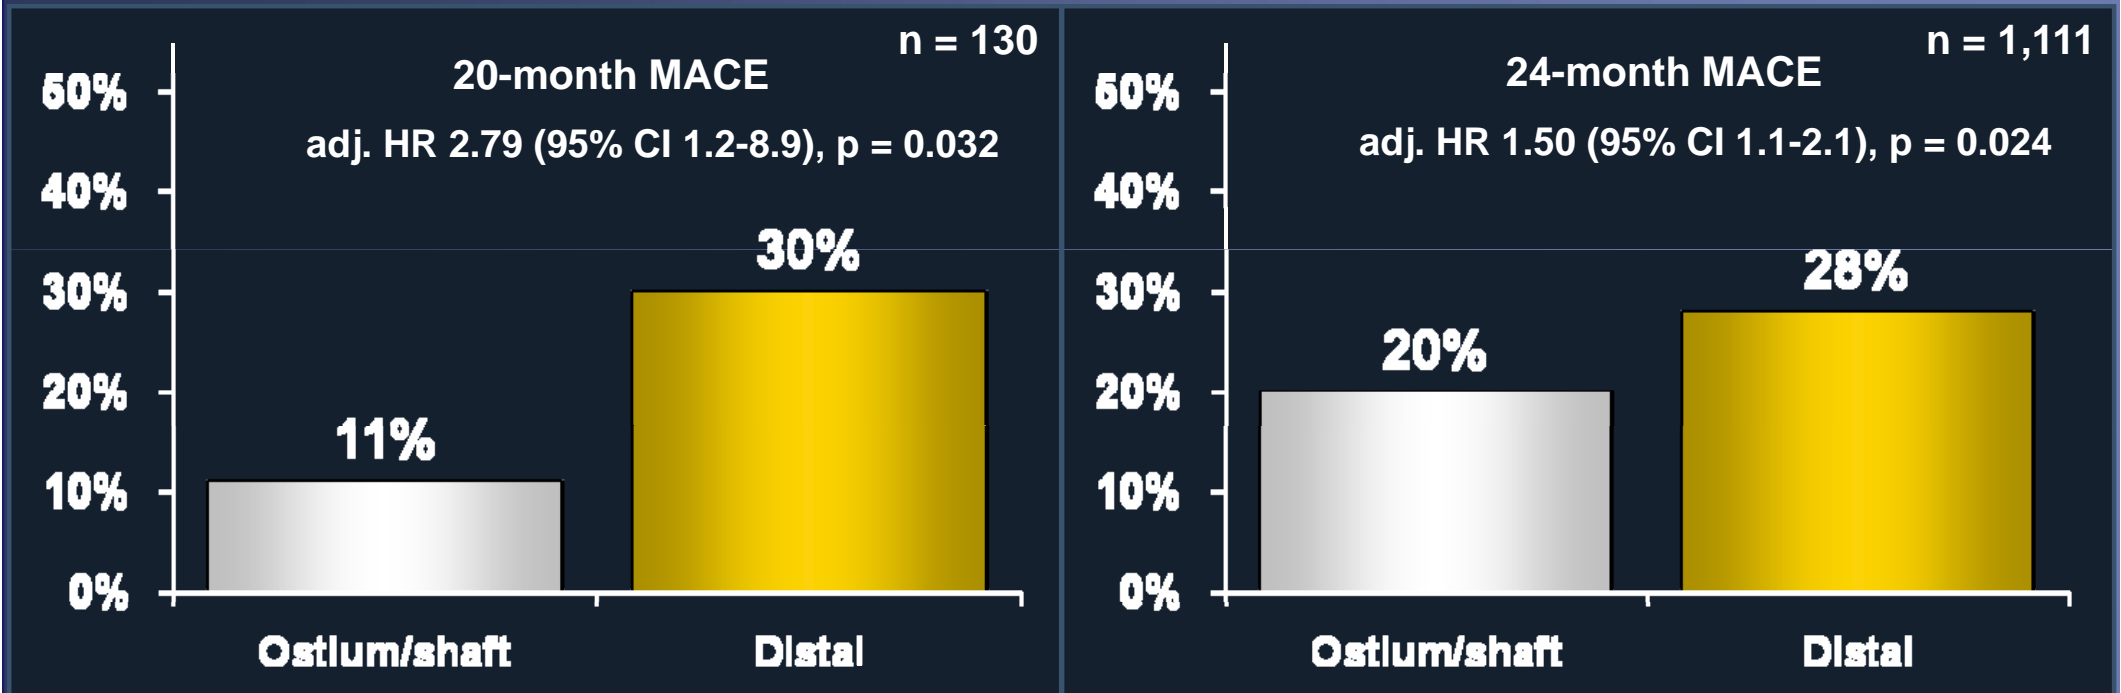 n = 130
20-month MACE
adj. HR 2.79 (95% CI 1.2-8.9), p = 0.032
50%
40%
30%
20%
10%
0%
11%
30%
Ostium/shaft
Distal
n = 1,111
24-month MACE
adj. HR 1.50 (95% CI 1.1-2.1), p = 0.024
50%
40%
30%
20%
10%
0%
20%
28%
Ostium/shaft
Distal